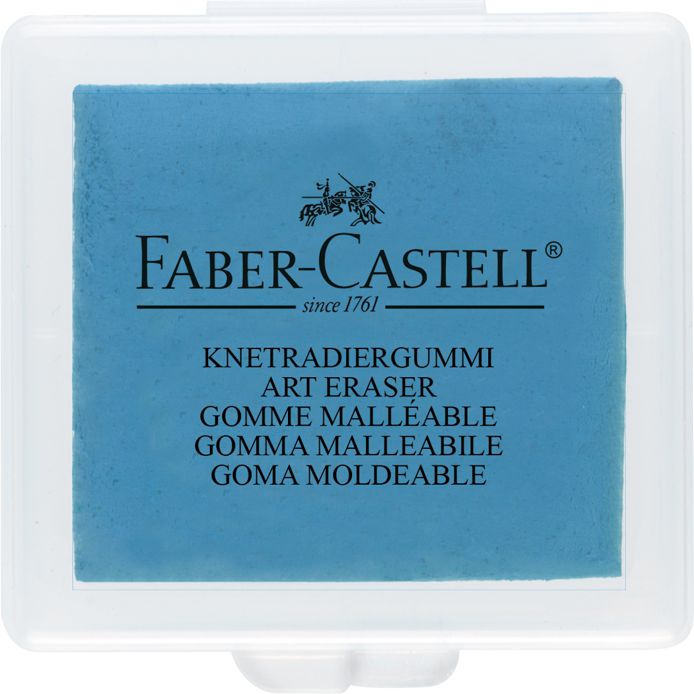 FABER-CASTELL®
since 1761
KNETRADIERGUMMI
ART ERASER
GOMME MALLÉABLE
GOMMA MALLEABILE
GOMA MOLDEABLE